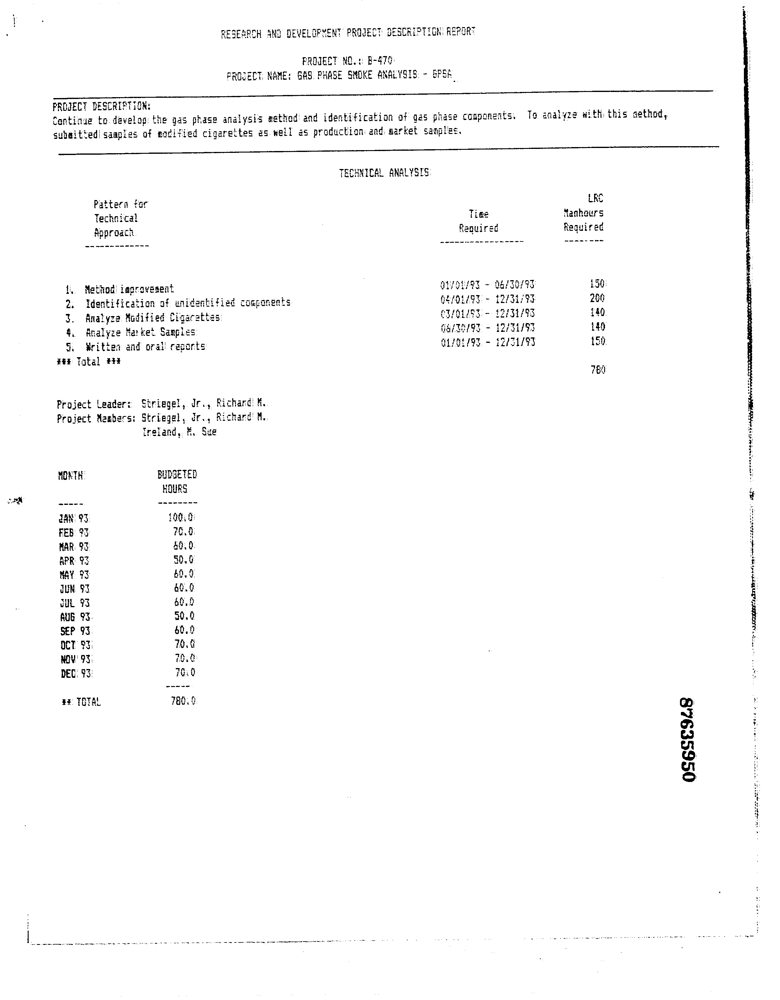 RESEARCH AND DEVELOPMENT PROJECT DESCRIPTION REPORT
PROJECT NO.: B-470
PROJECT NAME: GAS PHASE SMOKE ANALYSIS - GPSA
PROJECT DESCRIPTION:
Continue to develop the gas phase analysis method and identification of gas phase components. To analyze with this method,
submitted samples of modified cigarettes as well as production and market samples.
TECHNICAL ANALYSIS
Pattern for Technical Approach
Time Required
LRC Manhours Required
------------- ----------------- --------
1. Method improvement 01/01/93 - 06/30/93 150
2. Identification of unidentified components 04/01/93 - 12/31/93 200
3. Analyze Modified Cigarettes 03/01/93 - 12/31/93 140
4. Analyze Market Samples 06/30/93 - 12/31/93 140
5. Written and oral reports 01/01/93 - 12/31/93 150
*** Total *** 780
Project Leader: Striegel, Jr., Richard M.
Project Members: Striegel, Jr., Richard M.
Ireland, M. Sue
MONTH BUDGETED
HOURS
----- --------
JAN 93 100.0
FEB 93 70.0
MAR 93 60.0
APR 93 50.0
MAY 93 60.0
JUN 93 60.0
JUL 93 60.0
AUG 93 50.0
SEP 93 60.0
OCT 93 70.0
NOV 93 70.0
DEC 93 70.0
-----
** TOTAL 780.0
87635950